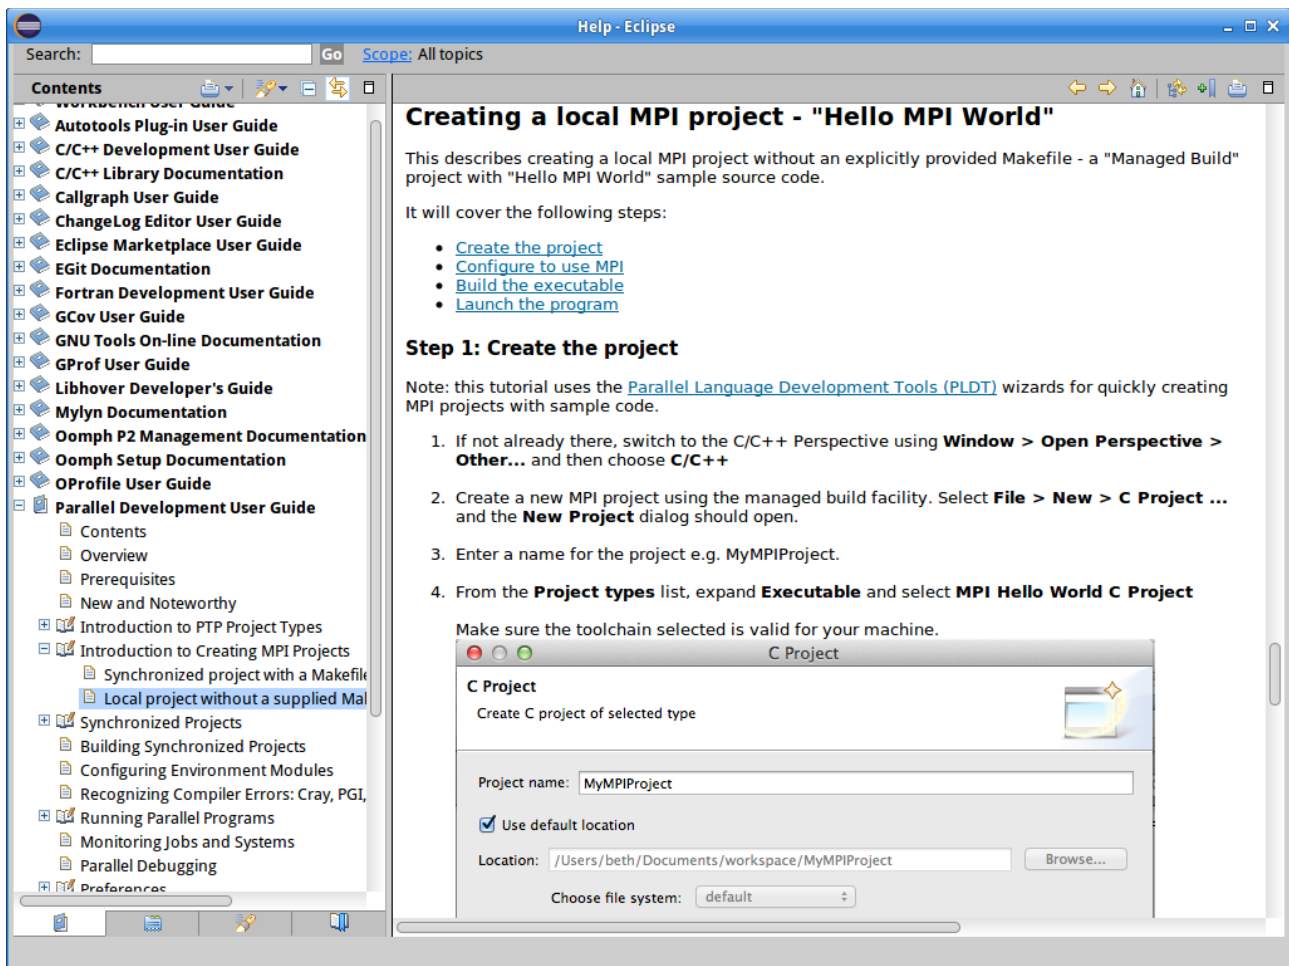 Help - Eclipse
Search: Go Scope: All topics
Contents
Workbench User Guide
Autotools Plug-in User Guide
C/C++ Development User Guide
C/C++ Library Documentation
Callgraph User Guide
ChangeLog Editor User Guide
Eclipse Marketplace User Guide
EGit Documentation
Fortran Development User Guide
GCov User Guide
GNU Tools On-line Documentation
GProf User Guide
Libhover Developer's Guide
Mylyn Documentation
Oomph P2 Management Documentation
Oomph Setup Documentation
OProfile User Guide
Parallel Development User Guide
Contents
Overview
Prerequisites
New and Noteworthy
Introduction to PTP Project Types
Introduction to Creating MPI Projects
Synchronized project with a Makefile
Local project without a supplied Mak
Synchronized Projects
Building Synchronized Projects
Configuring Environment Modules
Recognizing Compiler Errors: Cray, PGI,
Running Parallel Programs
Monitoring Jobs and Systems
Parallel Debugging
Preferences
Creating a local MPI project - "Hello MPI World"
This describes creating a local MPI project without an explicitly provided Makefile - a "Managed Build"
project with "Hello MPI World" sample source code.
It will cover the following steps:
• Create the project
• Configure to use MPI
• Build the executable
• Launch the program
Step 1: Create the project
Note: this tutorial uses the Parallel Language Development Tools (PLDT) wizards for quickly creating
MPI projects with sample code.
1. If not already there, switch to the C/C++ Perspective using Window > Open Perspective >
Other... and then choose C/C++
2. Create a new MPI project using the managed build facility. Select File > New > C Project ...
and the New Project dialog should open.
3. Enter a name for the project e.g. MyMPIProject.
4. From the Project types list, expand Executable and select MPI Hello World C Project
Make sure the toolchain selected is valid for your machine.
C Project
C Project
Create C project of selected type
Project name: MyMPIProject
Use default location
Location: /Users/beth/Documents/workspace/MyMPIProject Browse...
Choose file system: default